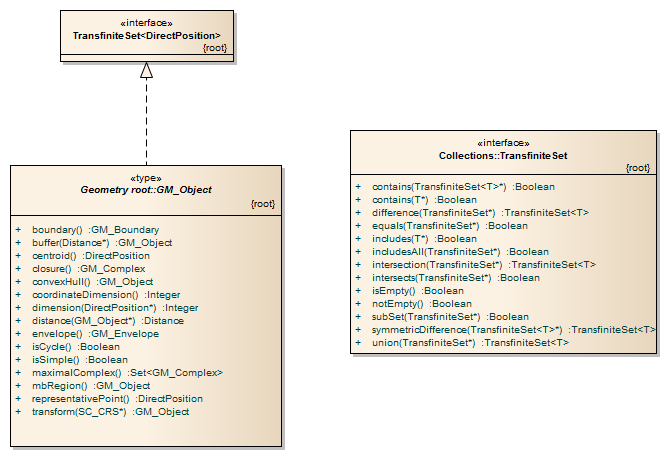 «interface»
TransfiniteSet<DirectPosition>
{root}
«type»
Geometry root::GM_Object
{root}
+ boundary() :GM_Boundary
+ buffer(Distance*) :GM_Object
+ centroid() :DirectPosition
+ closure() :GM_Complex
+ convexHull() :GM_Object
+ coordinateDimension() :Integer
+ dimension(DirectPosition*) :Integer
+ distance(GM_Object*) :Distance
+ envelope() :GM_Envelope
+ isCycle() :Boolean
+ isSimple() :Boolean
+ maximalComplex() :Set<GM_Complex>
+ mbRegion() :GM_Object
+ representativePoint() :DirectPosition
+ transform(SC_CRS*) :GM_Object
«interface»
Collections::TransfiniteSet
{root}
+ contains(TransfiniteSet<T>*) :Boolean
+ contains(T*) :Boolean
+ difference(TransfiniteSet*) :TransfiniteSet<T>
+ equals(TransfiniteSet*) :Boolean
+ includes(T*) :Boolean
+ includesAll(TransfiniteSet*) :Boolean
+ intersection(TransfiniteSet*) :TransfiniteSet<T>
+ intersects(TransfiniteSet*) :Boolean
+ isEmpty() :Boolean
+ notEmpty() :Boolean
+ subSet(TransfiniteSet*) :Boolean
+ symmetricDifference(TransfiniteSet<T>*) :TransfiniteSet<T>
+ union(TransfiniteSet*) :TransfiniteSet<T>